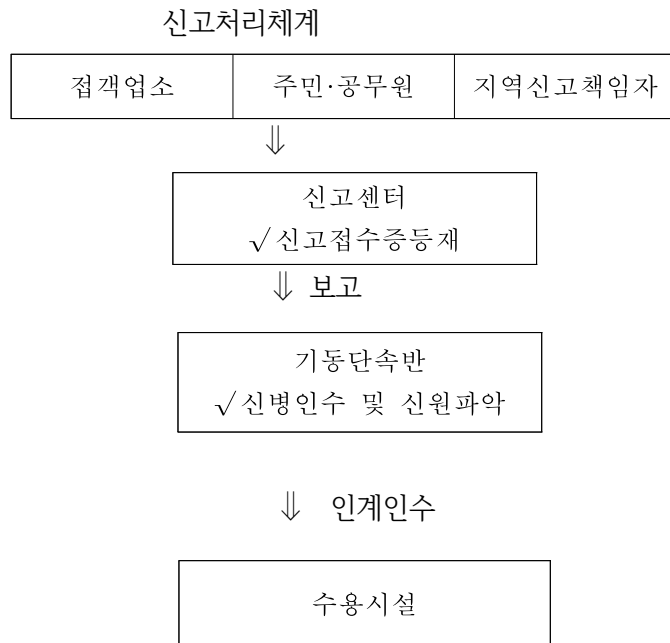 신고처리체계
접객업소 주민·공무원 지역신고책임자
⇓
신고센터
√신고접수증등재
⇓ 보고
기동단속반
√신병인수 및 신원파악
⇓ 인계인수
수용시설